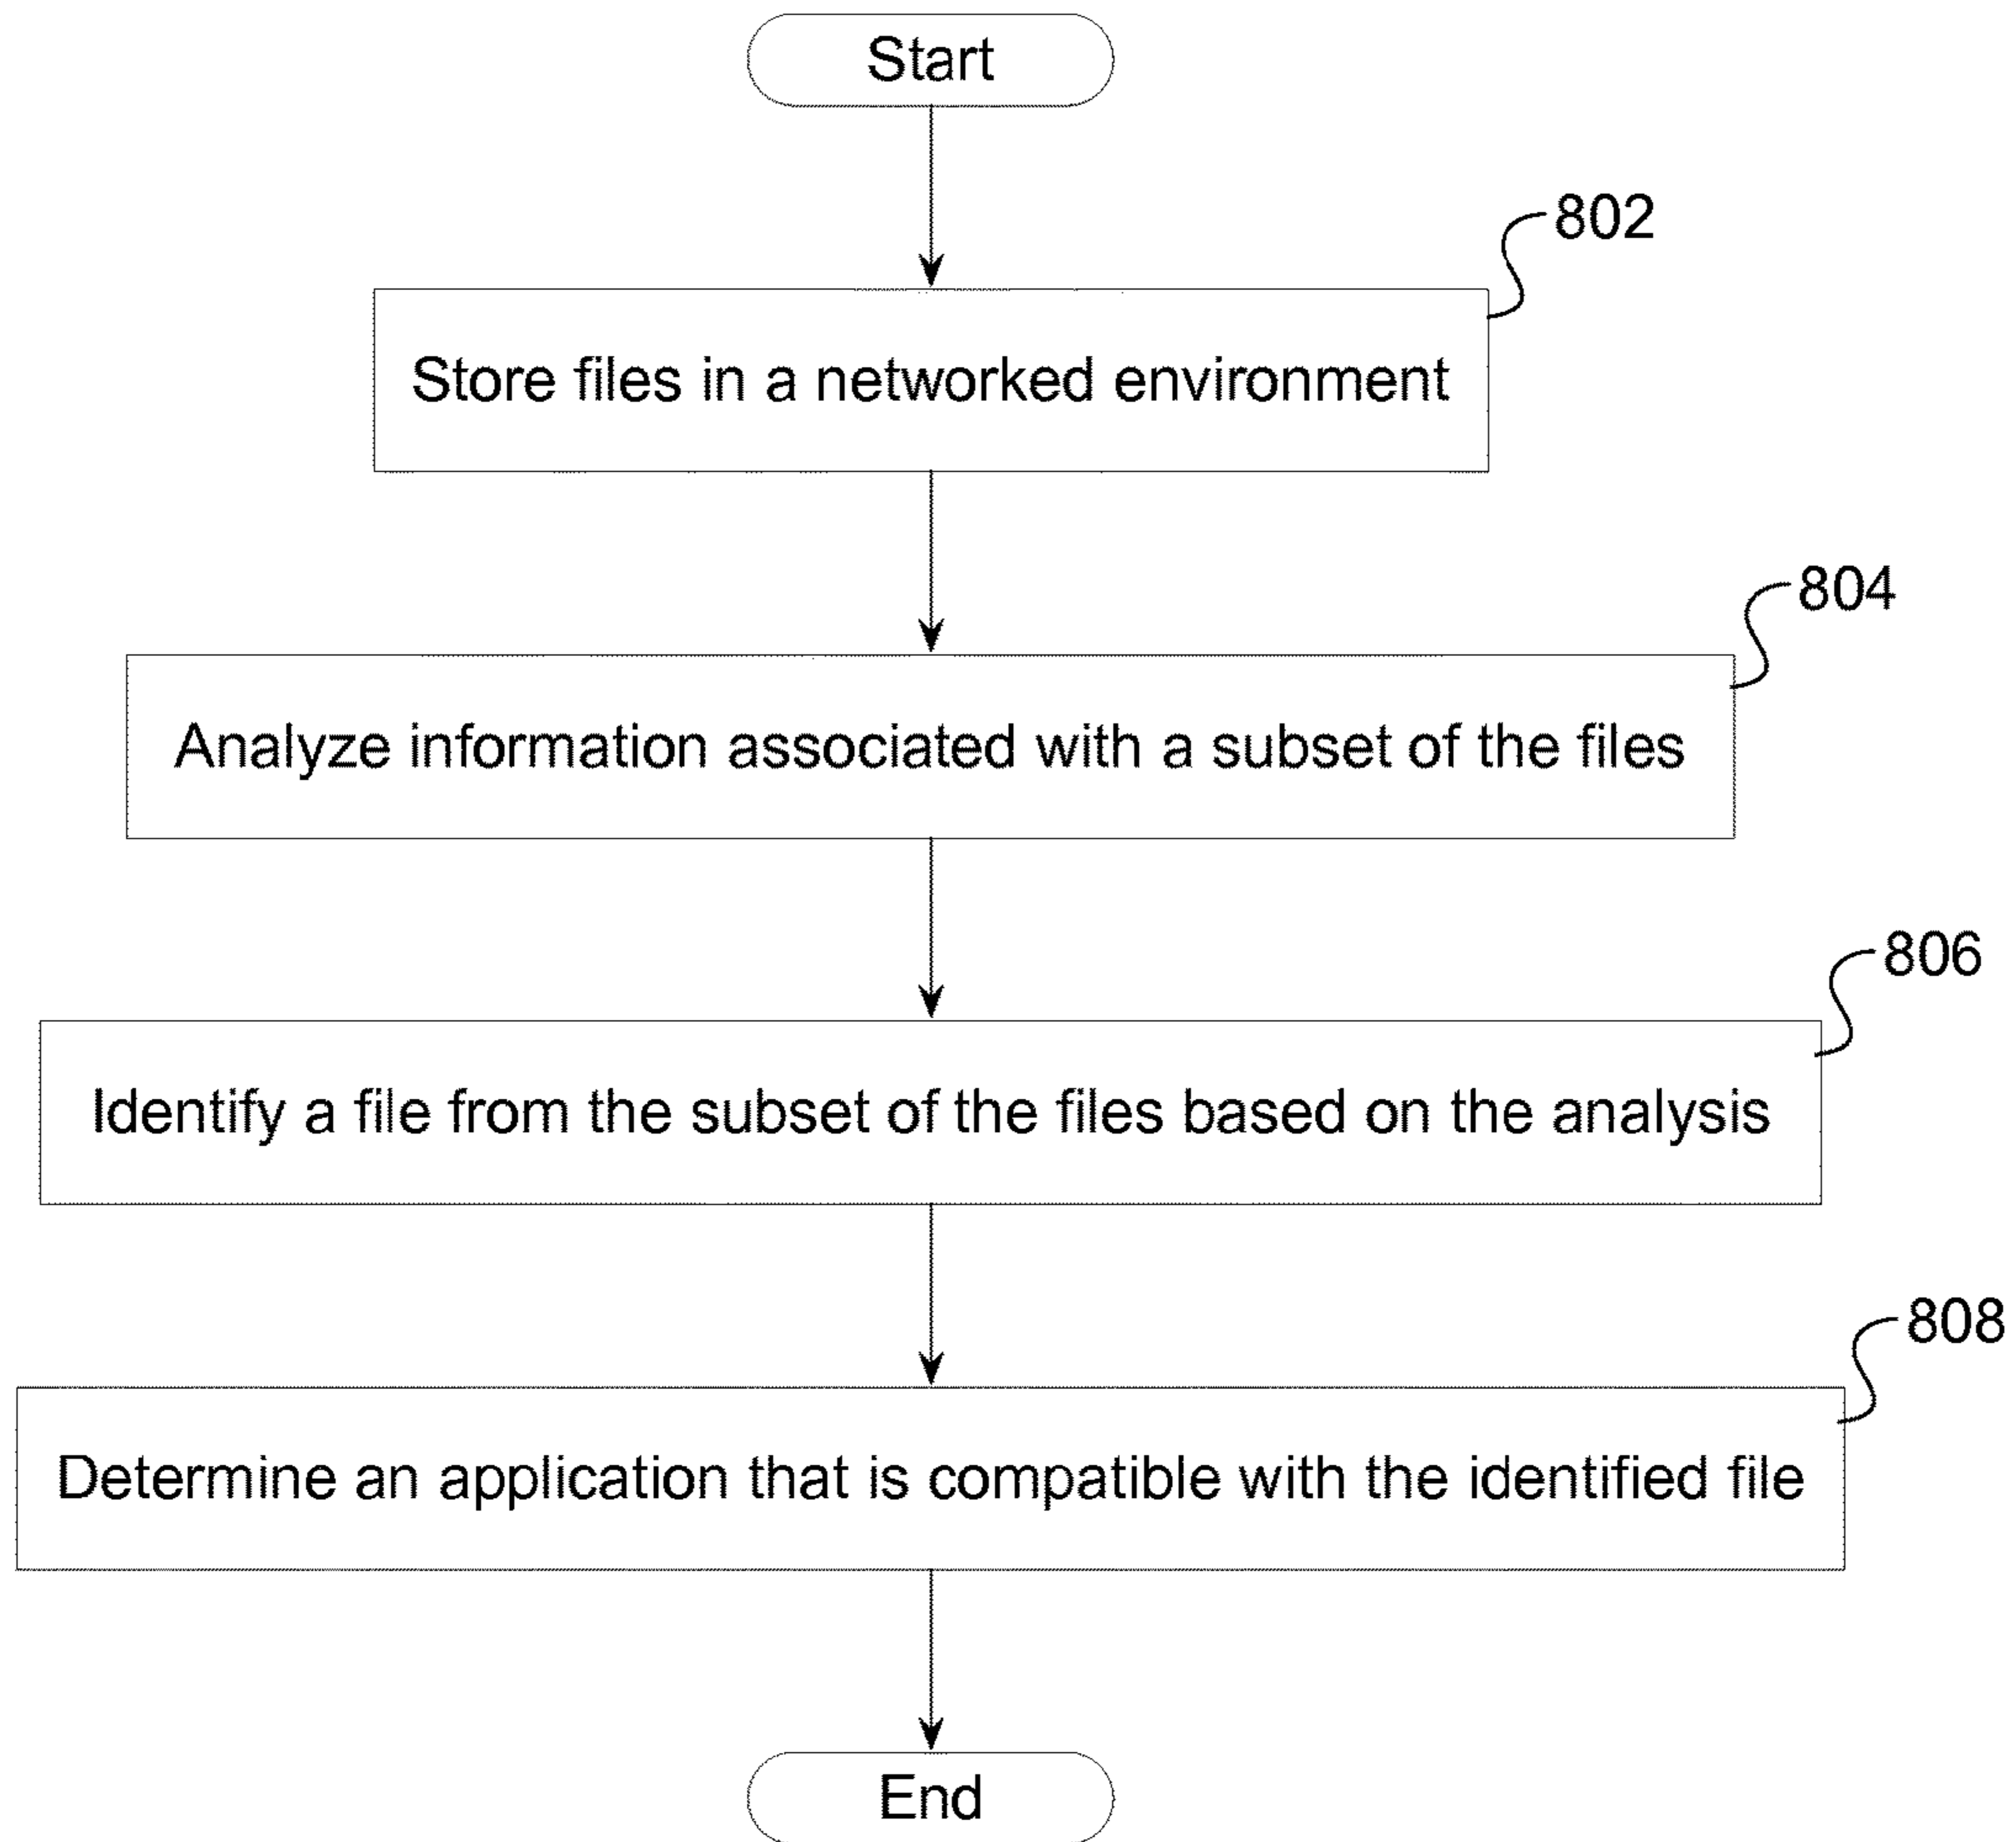 Start
802
Store files in a networked environment
804
Analyze information associated with a subset of the files
806
Identify a file from the subset of the files based on the analysis
808
Determine an application that is compatible with the identified file
End